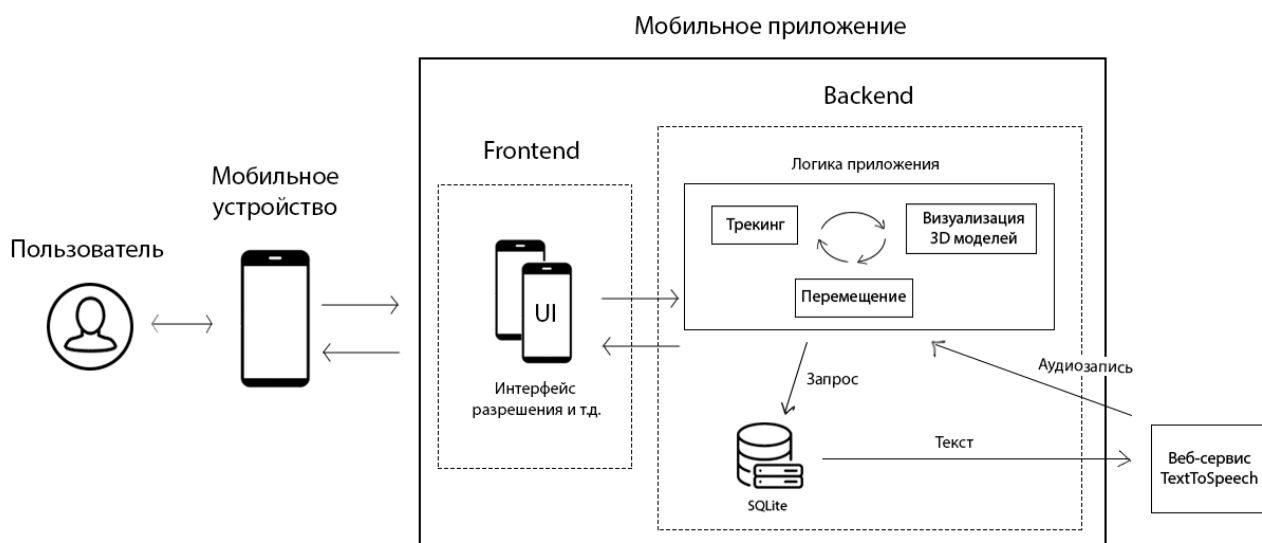 Мобильное приложение
Backend
Frontend
Логика приложения
Мобильное
устройство
Трекинг
Визуализация
3D моделей
Пользователь
Перемещение
UI
Аудиозапись
Запрос
Интерфейс
разрешения и т.д.
Текст
Веб-сервис
TextToSpeech
SQLite